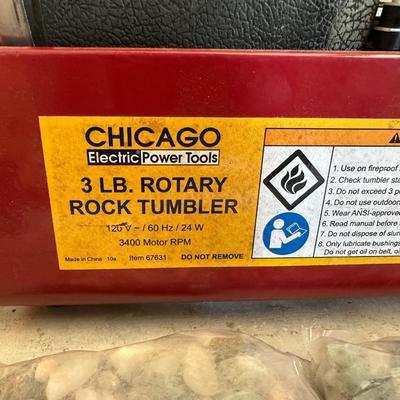 CHICAGO
Electric Power Tools
3 LB. ROTARY
ROCK TUMBLER
120 V ~ / 60 Hz / 24 W
3400 Motor RPM
Made in China 10a Item 67631 DO NOT REMOVE
1. Use on fireproof
2. Check tumbler sta
3. Do not exceed 3 p
4. Do not use outdoor
5. Wear ANSI-approved
6. Read manual before
7. Do not dispose of slur
8. Only lubricate bushings
Do not get oil on belt, oi